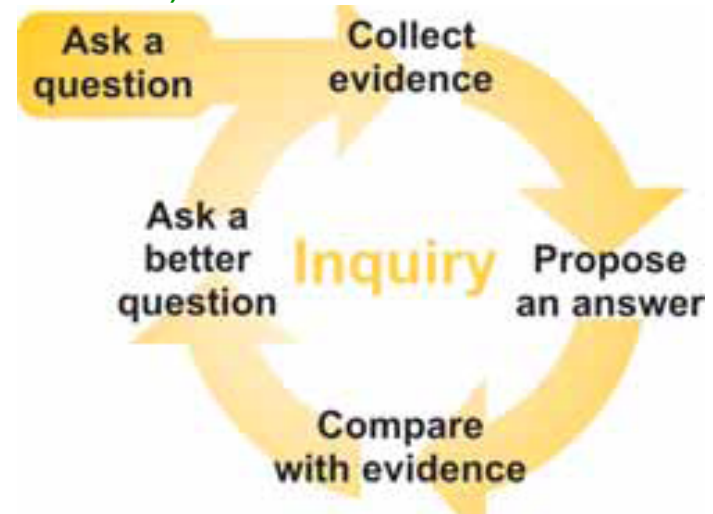 Ask a
question
Collect
evidence
Propose
an answer
Compare
with evidence
Ask a
better
question
Inquiry